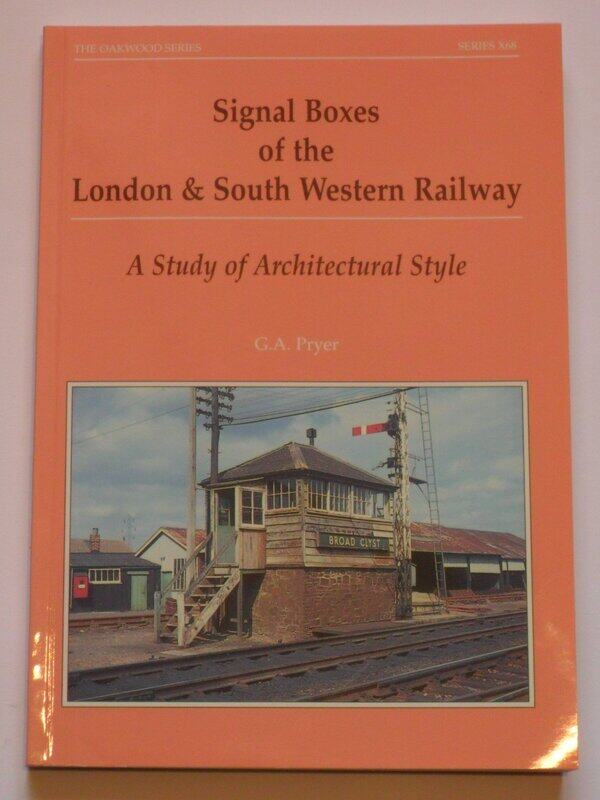 THE OAKWOOD SERIES
SERIES X68
Signal Boxes
of the
London & South Western Railway
A Study of Architectural Style
G.A. Pryer
BROAD CLYST